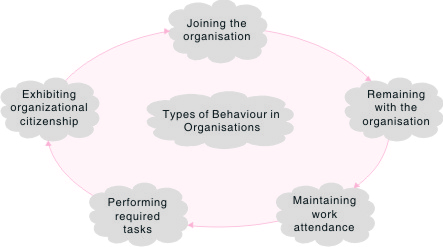 Joining the
organisation
Exhibiting
organizational
citizenship
Remaining
with the
organisation
Types of Behaviour in
Organisations
Performing
required
tasks
Maintaining
work
attendance